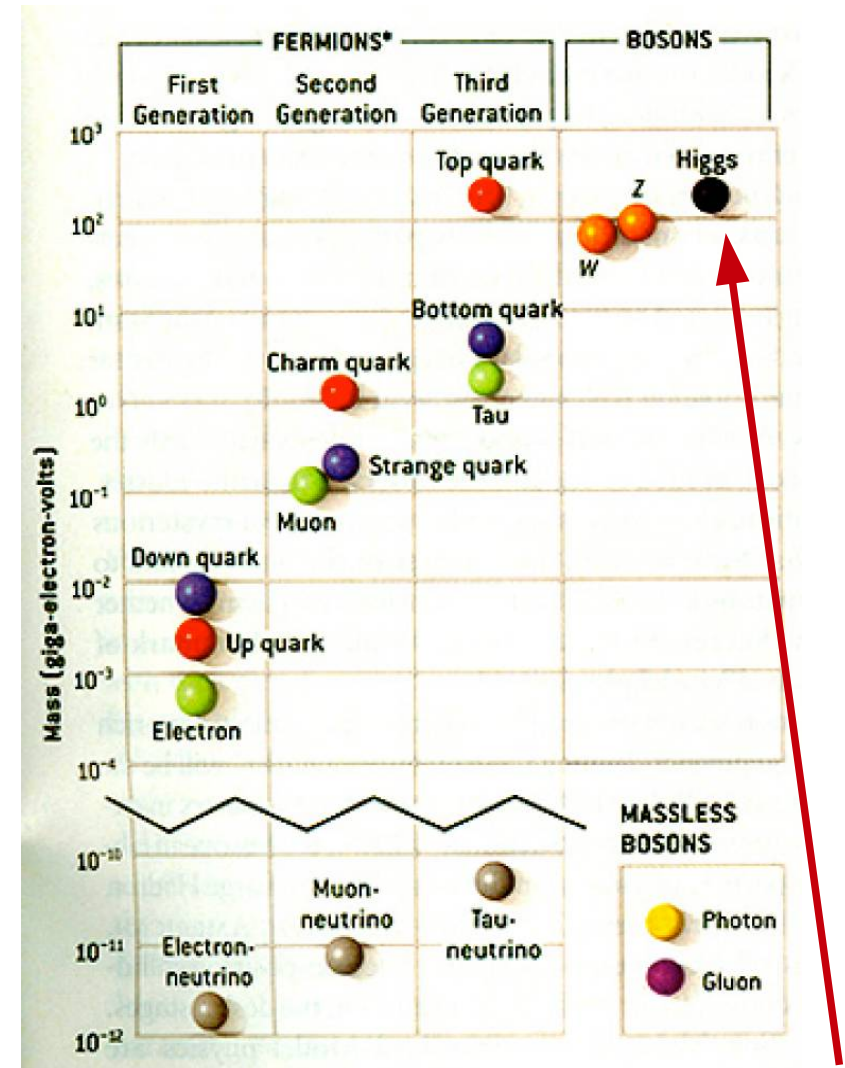 FERMIONS*
BOSONS
First
Generation
Second
Generation
Third
Generation
10³
10²
10¹
10⁰
10⁻¹
10⁻²
10⁻³
10⁻⁴
10⁻¹⁰
10⁻¹¹
10⁻¹²
Mass (giga-electron-volts)
Top quark
Higgs
Z
W
Bottom quark
Charm quark
Tau
Strange quark
Muon
Down quark
Up quark
Electron
MASSLESS
BOSONS
Muon-
neutrino
Tau-
neutrino
Electron-
neutrino
Photon
Gluon